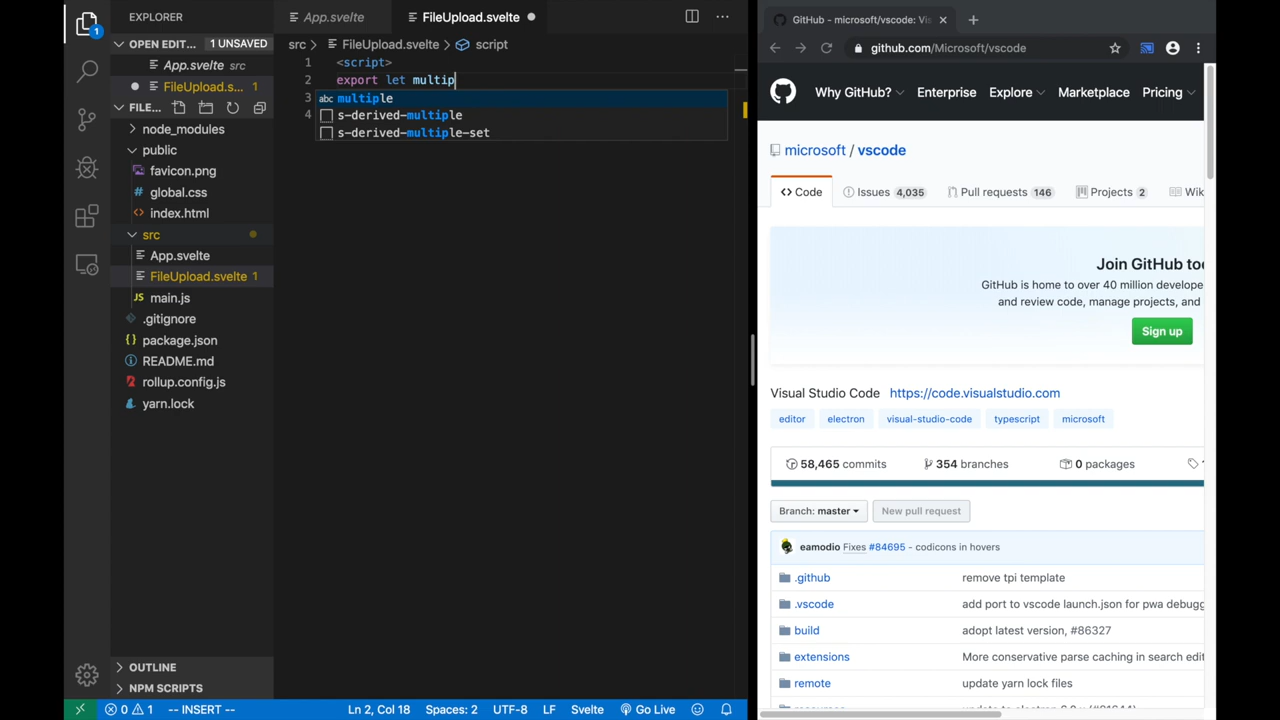 EXPLORER
OPEN EDIT... 1 UNSAVED
App.svelte src
FileUpload.s... 1
FILE...
node_modules
public
favicon.png
global.css
index.html
src
App.svelte
FileUpload.svelte 1
JS main.js
.gitignore
package.json
README.md
rollup.config.js
yarn.lock
OUTLINE
NPM SCRIPTS
1
App.svelte
FileUpload.svelte
src FileUpload.svelte script
1 <script>
2 export let multip
3
4
abc multiple
s-derived-multiple
s-derived-multiple-set
0 1 -- INSERT -- Ln 2, Col 18 Spaces: 2 UTF-8 LF Svelte Go Live
GitHub - microsoft/vscode: Vis
github.com/Microsoft/vscode
Why GitHub? Enterprise Explore Marketplace Pricing
microsoft / vscode
Code Issues 4,035 Pull requests 146 Projects 2 Wik
Join GitHub to
GitHub is home to over 40 million develope
and review code, manage projects, and
Sign up
Visual Studio Code https://code.visualstudio.com
editor electron visual-studio-code typescript microsoft
58,465 commits 354 branches 0 packages
Branch: master New pull request
eamodio Fixes #84695 - codicons in hovers
.github remove tpi template
.vscode add port to vscode launch.json for pwa debugg
build adopt latest version, #86327
extensions More conservative parse caching in search edit
remote update yarn lock files